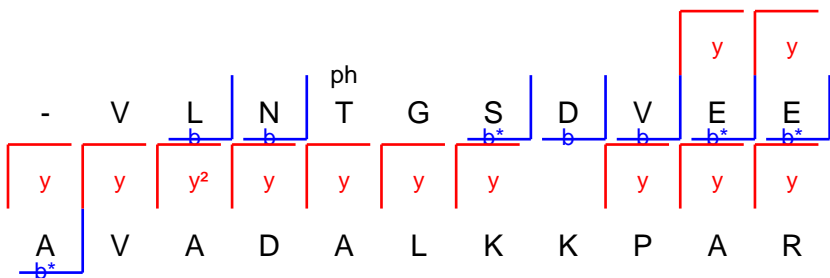 y y
ph
- V L N T G S D V E E
b b b* b b b* b*
y y y² y y y y y y y
A V A D A L K K P A R
b*